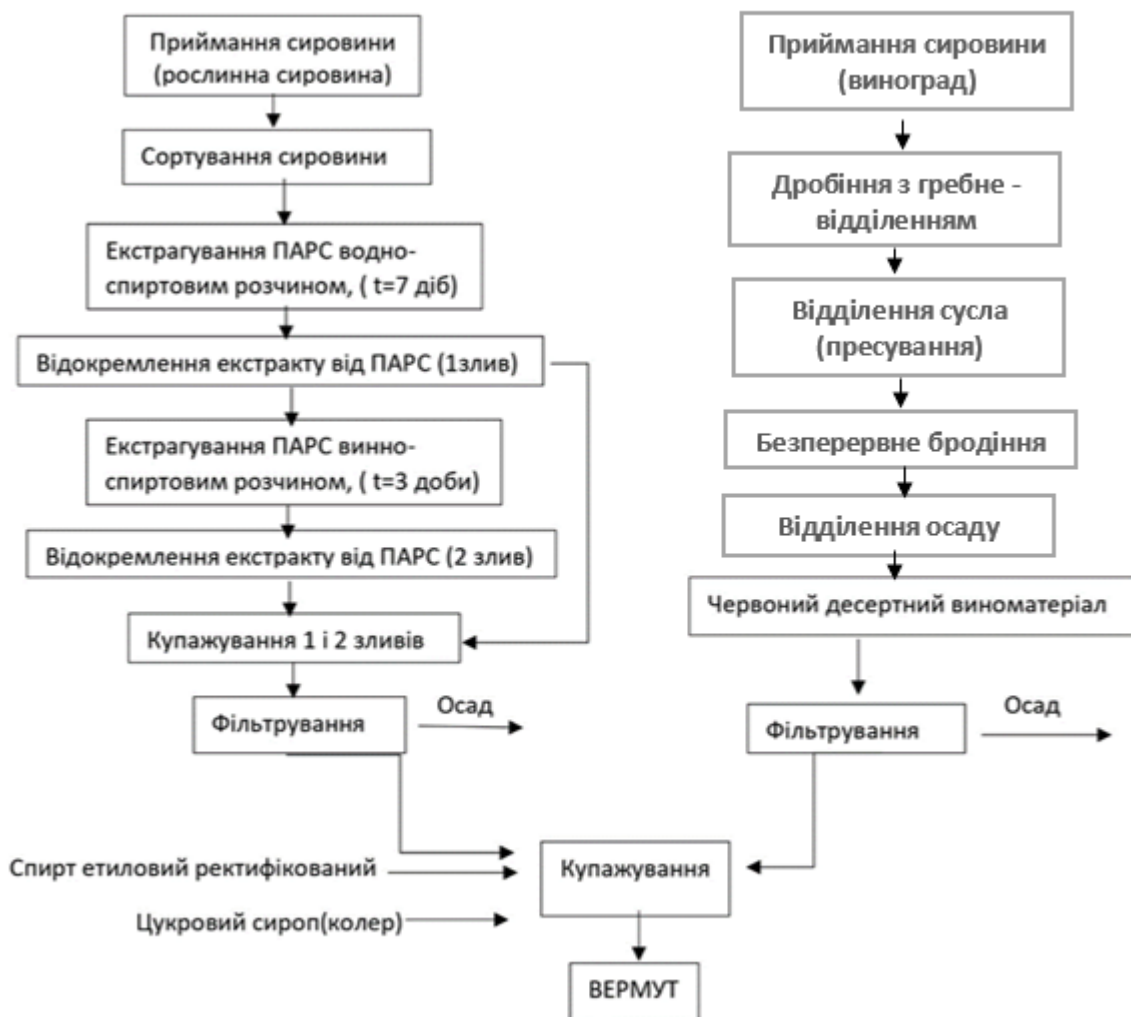 Приймання сировини
(рослинна сировина)
Сортування сировини
Екстрагування ПАРС водно-
спиртовим розчином, ( t=7 діб)
Відокремлення екстракту від ПАРС (1злив)
Екстрагування ПАРС винно-
спиртовим розчином, ( t=3 доби)
Відокремлення екстракту від ПАРС (2 злив)
Купажування 1 і 2 зливів
Фільтрування
Осад
Приймання сировини
(виноград)
Дробіння з гребне -
відділенням
Відділення сусла
(пресування)
Безперервне бродіння
Відділення осаду
Червоний десертний виноматеріал
Фільтрування
Осад
Спирт етиловий ректифікований
Цукровий сироп(колер)
Купажування
ВЕРМУТ